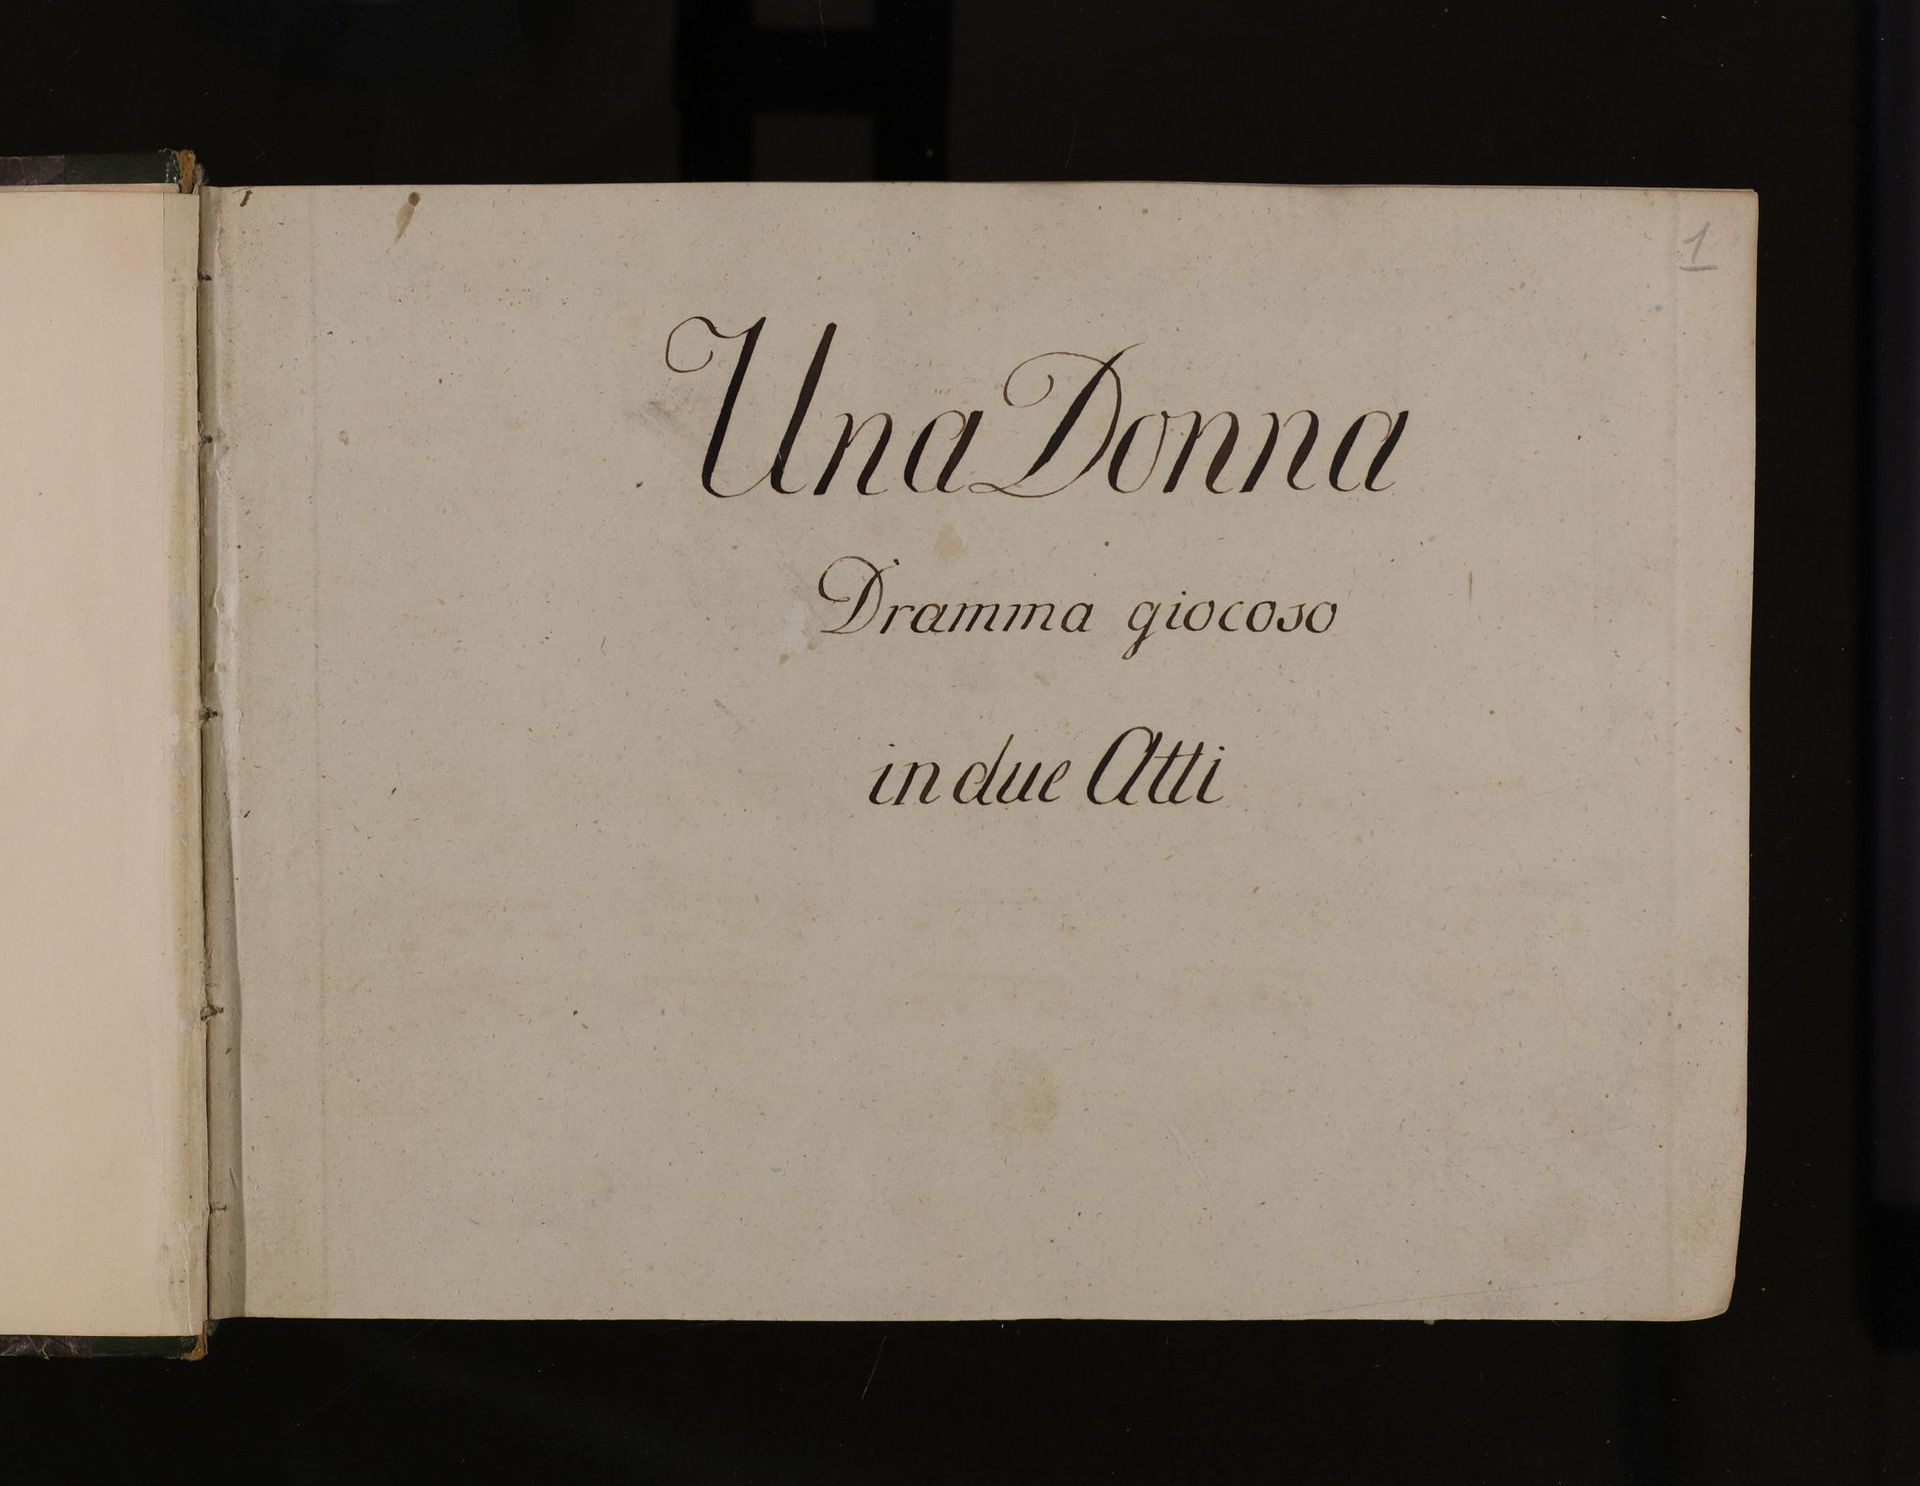 1
Una Donna
Dramma giocoso
in due Atti